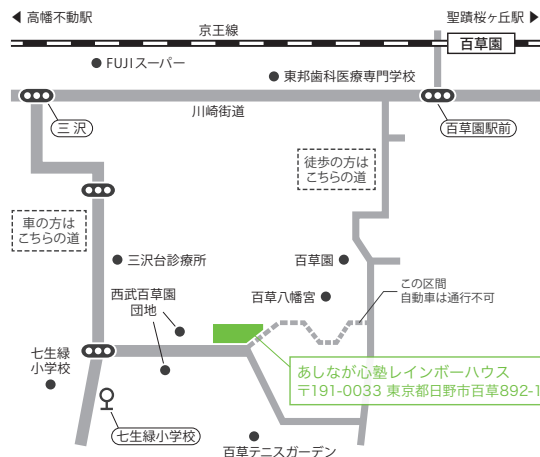 高幡不動駅
聖蹟桜ヶ丘駅
京王線
百草園
FUJIスーパー
東邦歯科医療専門学校
川崎街道
三沢
百草園駅前
徒歩の方は
こちらの道
車の方は
こちらの道
三沢台診療所
百草園
この区間
自動車は通行不可
西武百草園
団地
百草八幡宮
七生緑
小学校
あしなが心塾レインボーハウス
〒191-0033 東京都日野市百草892-1
七生緑小学校
百草テニスガーデン